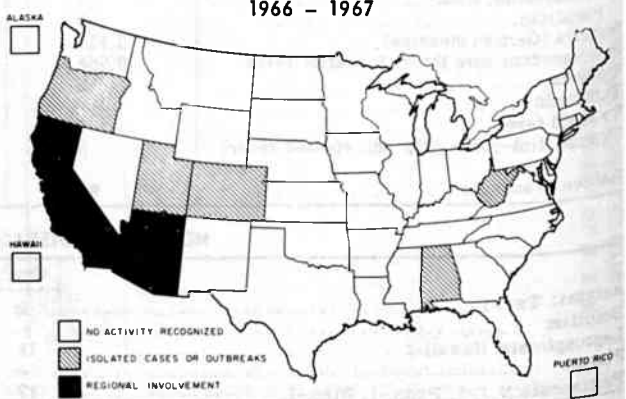 1966 – 1967
ALASKA
HAWAII
NO ACTIVITY RECOGNIZED
ISOLATED CASES OR OUTBREAKS
REGIONAL INVOLVEMENT
PUERTO RICO